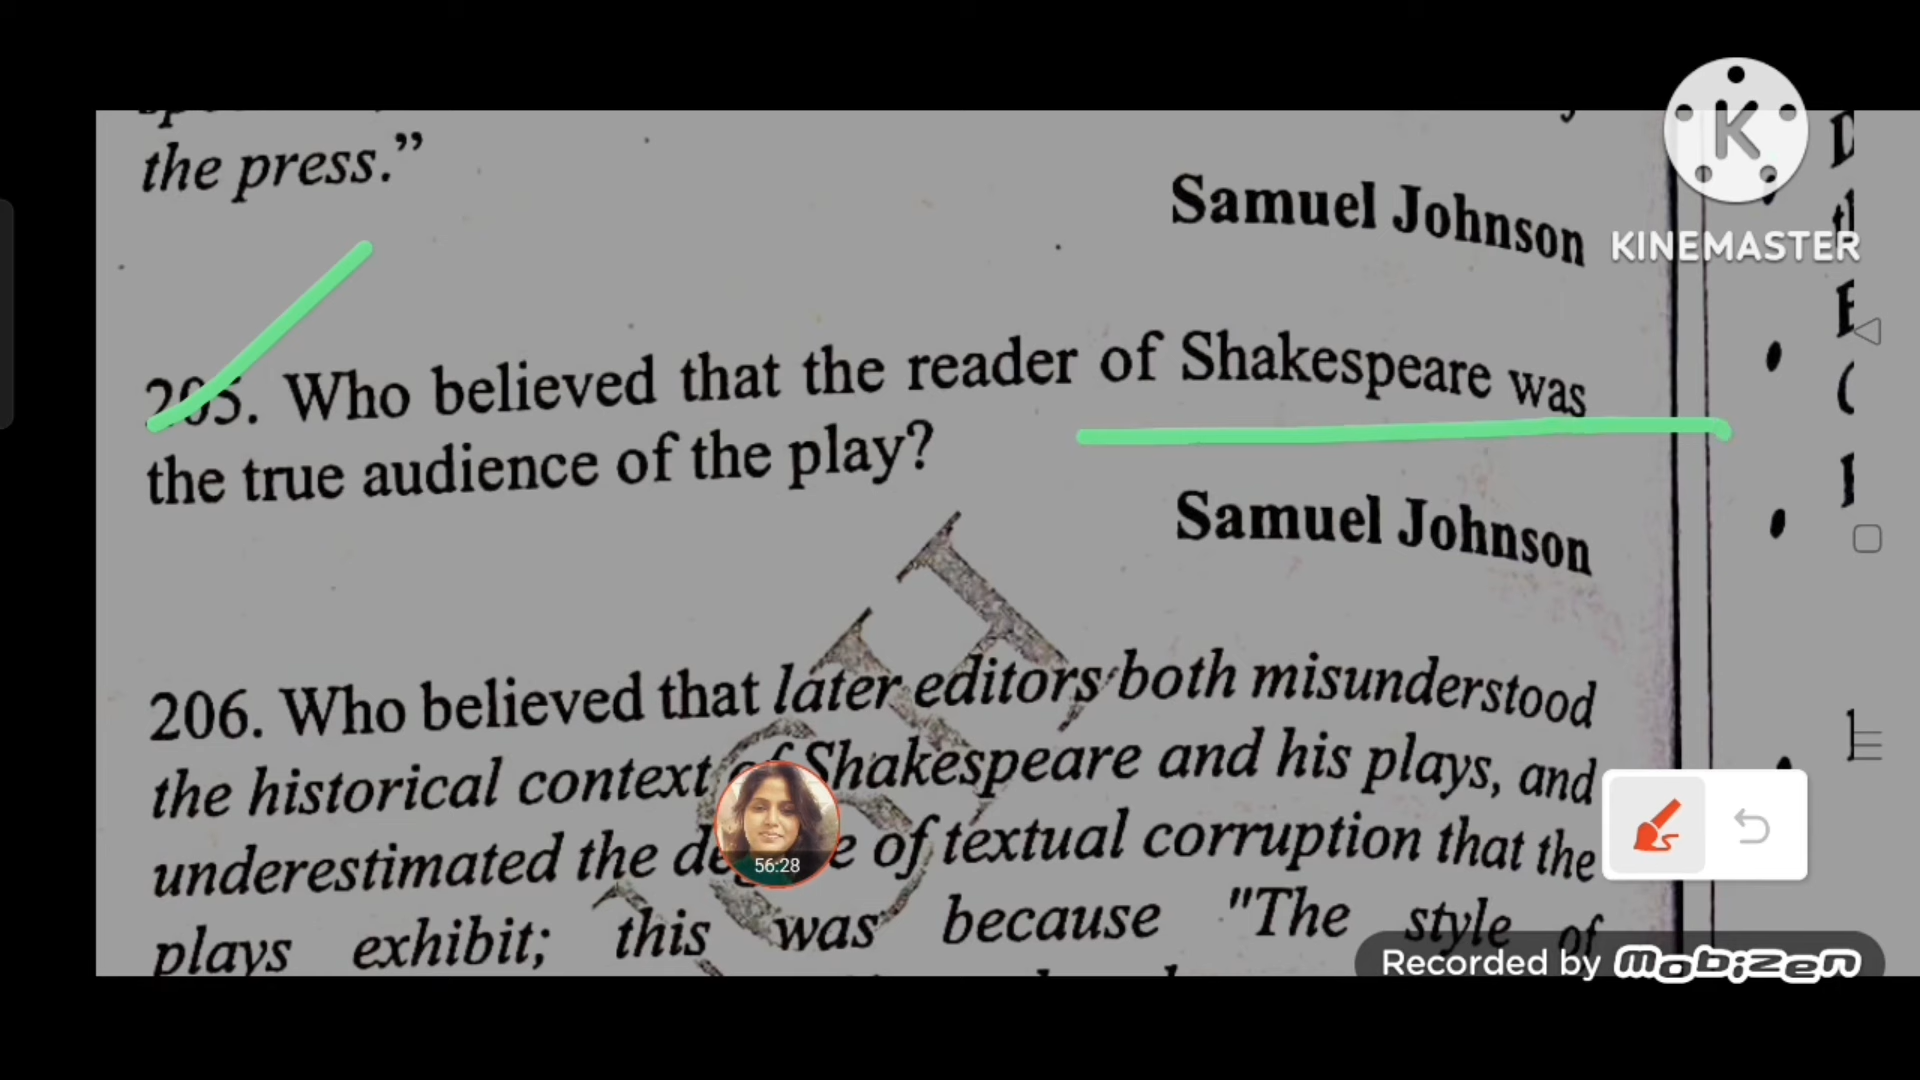 the press.”
Samuel Johnson
KINEMASTER
205. Who believed that the reader of Shakespeare was
the true audience of the play?
Samuel Johnson
206. Who believed that later editors both misunderstood
the historical context of Shakespeare and his plays, and
underestimated the of textual corruption that the
56:28
plays exhibit; this was because "The style of
Recorded by Mobizen